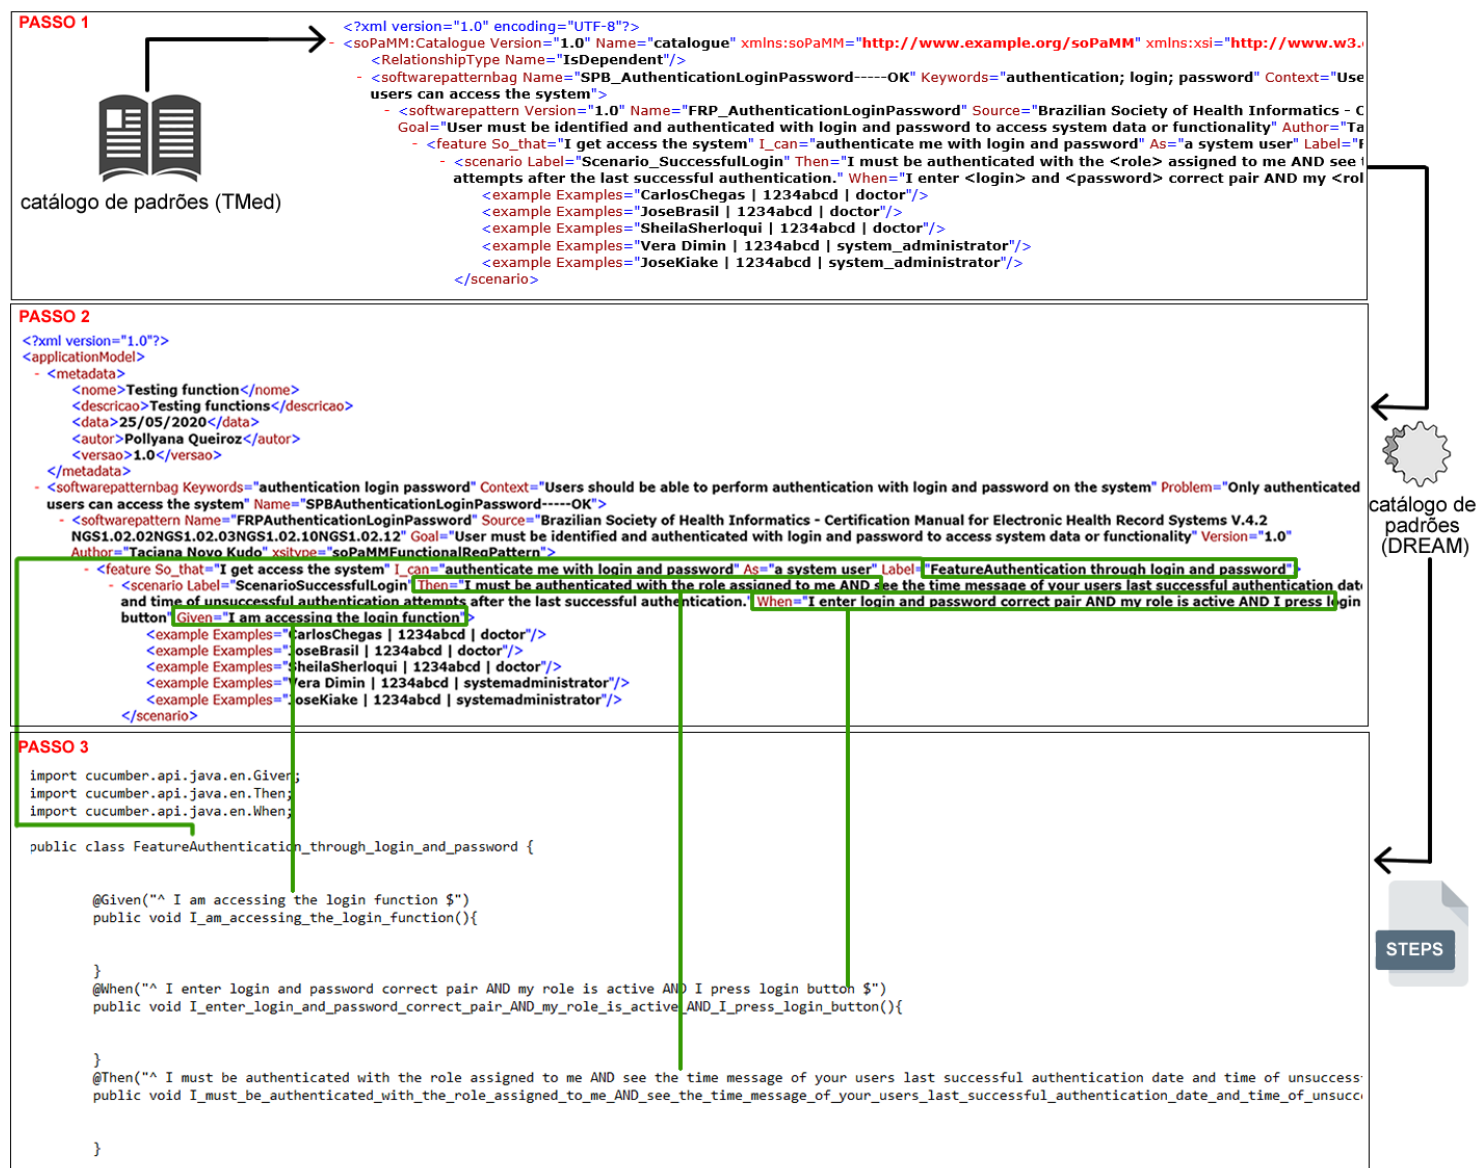 PASSO 1
<?xml version="1.0" encoding="UTF-8"?>
- <soPaMM:Catalogue Version="1.0" Name="catalogue" xmlns:soPaMM="http://www.example.org/soPaMM" xmlns:xsi="http://www.w3.
<RelationshipType Name="IsDependent"/>
- <softwarepatternbag Name="SPB_AuthenticationLoginPassword-----OK" Keywords="authentication; login; password" Context="Use
users can access the system">
- <softwarepattern Version="1.0" Name="FRP_AuthenticationLoginPassword" Source="Brazilian Society of Health Informatics - C
Goal="User must be identified and authenticated with login and password to access system data or functionality" Author="Ta
- <feature So_that="I get access the system" I_can="authenticate me with login and password" As="a system user" Label="F
- <scenario Label="Scenario_SuccessfulLogin" Then="I must be authenticated with the <role> assigned to me AND see
attempts after the last successful authentication." When="I enter <login> and <password> correct pair AND my <rol
<example Examples="CarlosChegas | 1234abcd | doctor"/>
<example Examples="JoseBrasil | 1234abcd | doctor"/>
<example Examples="SheilaSherloqui | 1234abcd | doctor"/>
<example Examples="Vera Dimin | 1234abcd | system_administrator"/>
<example Examples="JoseKiake | 1234abcd | system_administrator"/>
</scenario>
catálogo de padrões (TMed)
PASSO 2
<?xml version="1.0"?>
<applicationModel>
- <metadata>
<nome>Testing function</nome>
<descricao>Testing functions</descricao>
<data>25/05/2020</data>
<autor>Pollyana Queiroz</autor>
<versao>1.0</versao>
</metadata>
- <softwarepatternbag Keywords="authentication login password" Context="Users should be able to perform authentication with login and password on the system" Problem="Only authenticated
users can access the system" Name="SPBAuthenticationLoginPassword-----OK">
- <softwarepattern Name="FRPAuthenticationLoginPassword" Source="Brazilian Society of Health Informatics - Certification Manual for Electronic Health Record Systems V.4.2
NGS1.02.02NGS1.02.03NGS1.02.10NGS1.02.12" Goal="User must be identified and authenticated with login and password to access system data or functionality" Version="1.0"
Author="Taciana Novo Kudo" xsitype="soPaMMFunctionalReqPattern">
- <feature So_that="I get access the system" I_can="authenticate me with login and password" As="a system user" Label="FeatureAuthentication through login and password">
- <scenario Label="ScenarioSuccessfulLogin" Then="I must be authenticated with the role assigned to me AND see the time message of your users last successful authentication date
and time of unsuccessful authentication attempts after the last successful authentication." When="I enter login and password correct pair AND my role is active AND I press login
button" Given="I am accessing the login function">
<example Examples="CarlosChegas | 1234abcd | doctor"/>
<example Examples="JoseBrasil | 1234abcd | doctor"/>
<example Examples="SheilaSherloqui | 1234abcd | doctor"/>
<example Examples="Vera Dimin | 1234abcd | systemadministrator"/>
<example Examples="JoseKiake | 1234abcd | systemadministrator"/>
</scenario>
catálogo de
padrões
(DREAM)
PASSO 3
import cucumber.api.java.en.Given;
import cucumber.api.java.en.Then;
import cucumber.api.java.en.When;
public class FeatureAuthentication_through_login_and_password {
@Given("^ I am accessing the login function $")
public void I_am_accessing_the_login_function(){
}
@When("^ I enter login and password correct pair AND my role is active AND I press login button $")
public void I_enter_login_and_password_correct_pair_AND_my_role_is_active_AND_I_press_login_button(){
}
@Then("^ I must be authenticated with the role assigned to me AND see the time message of your users last successful authentication date and time of unsuccess
public void I_must_be_authenticated_with_the_role_assigned_to_me_AND_see_the_time_message_of_your_users_last_successful_authentication_date_and_time_of_unsucc
}
STEPS